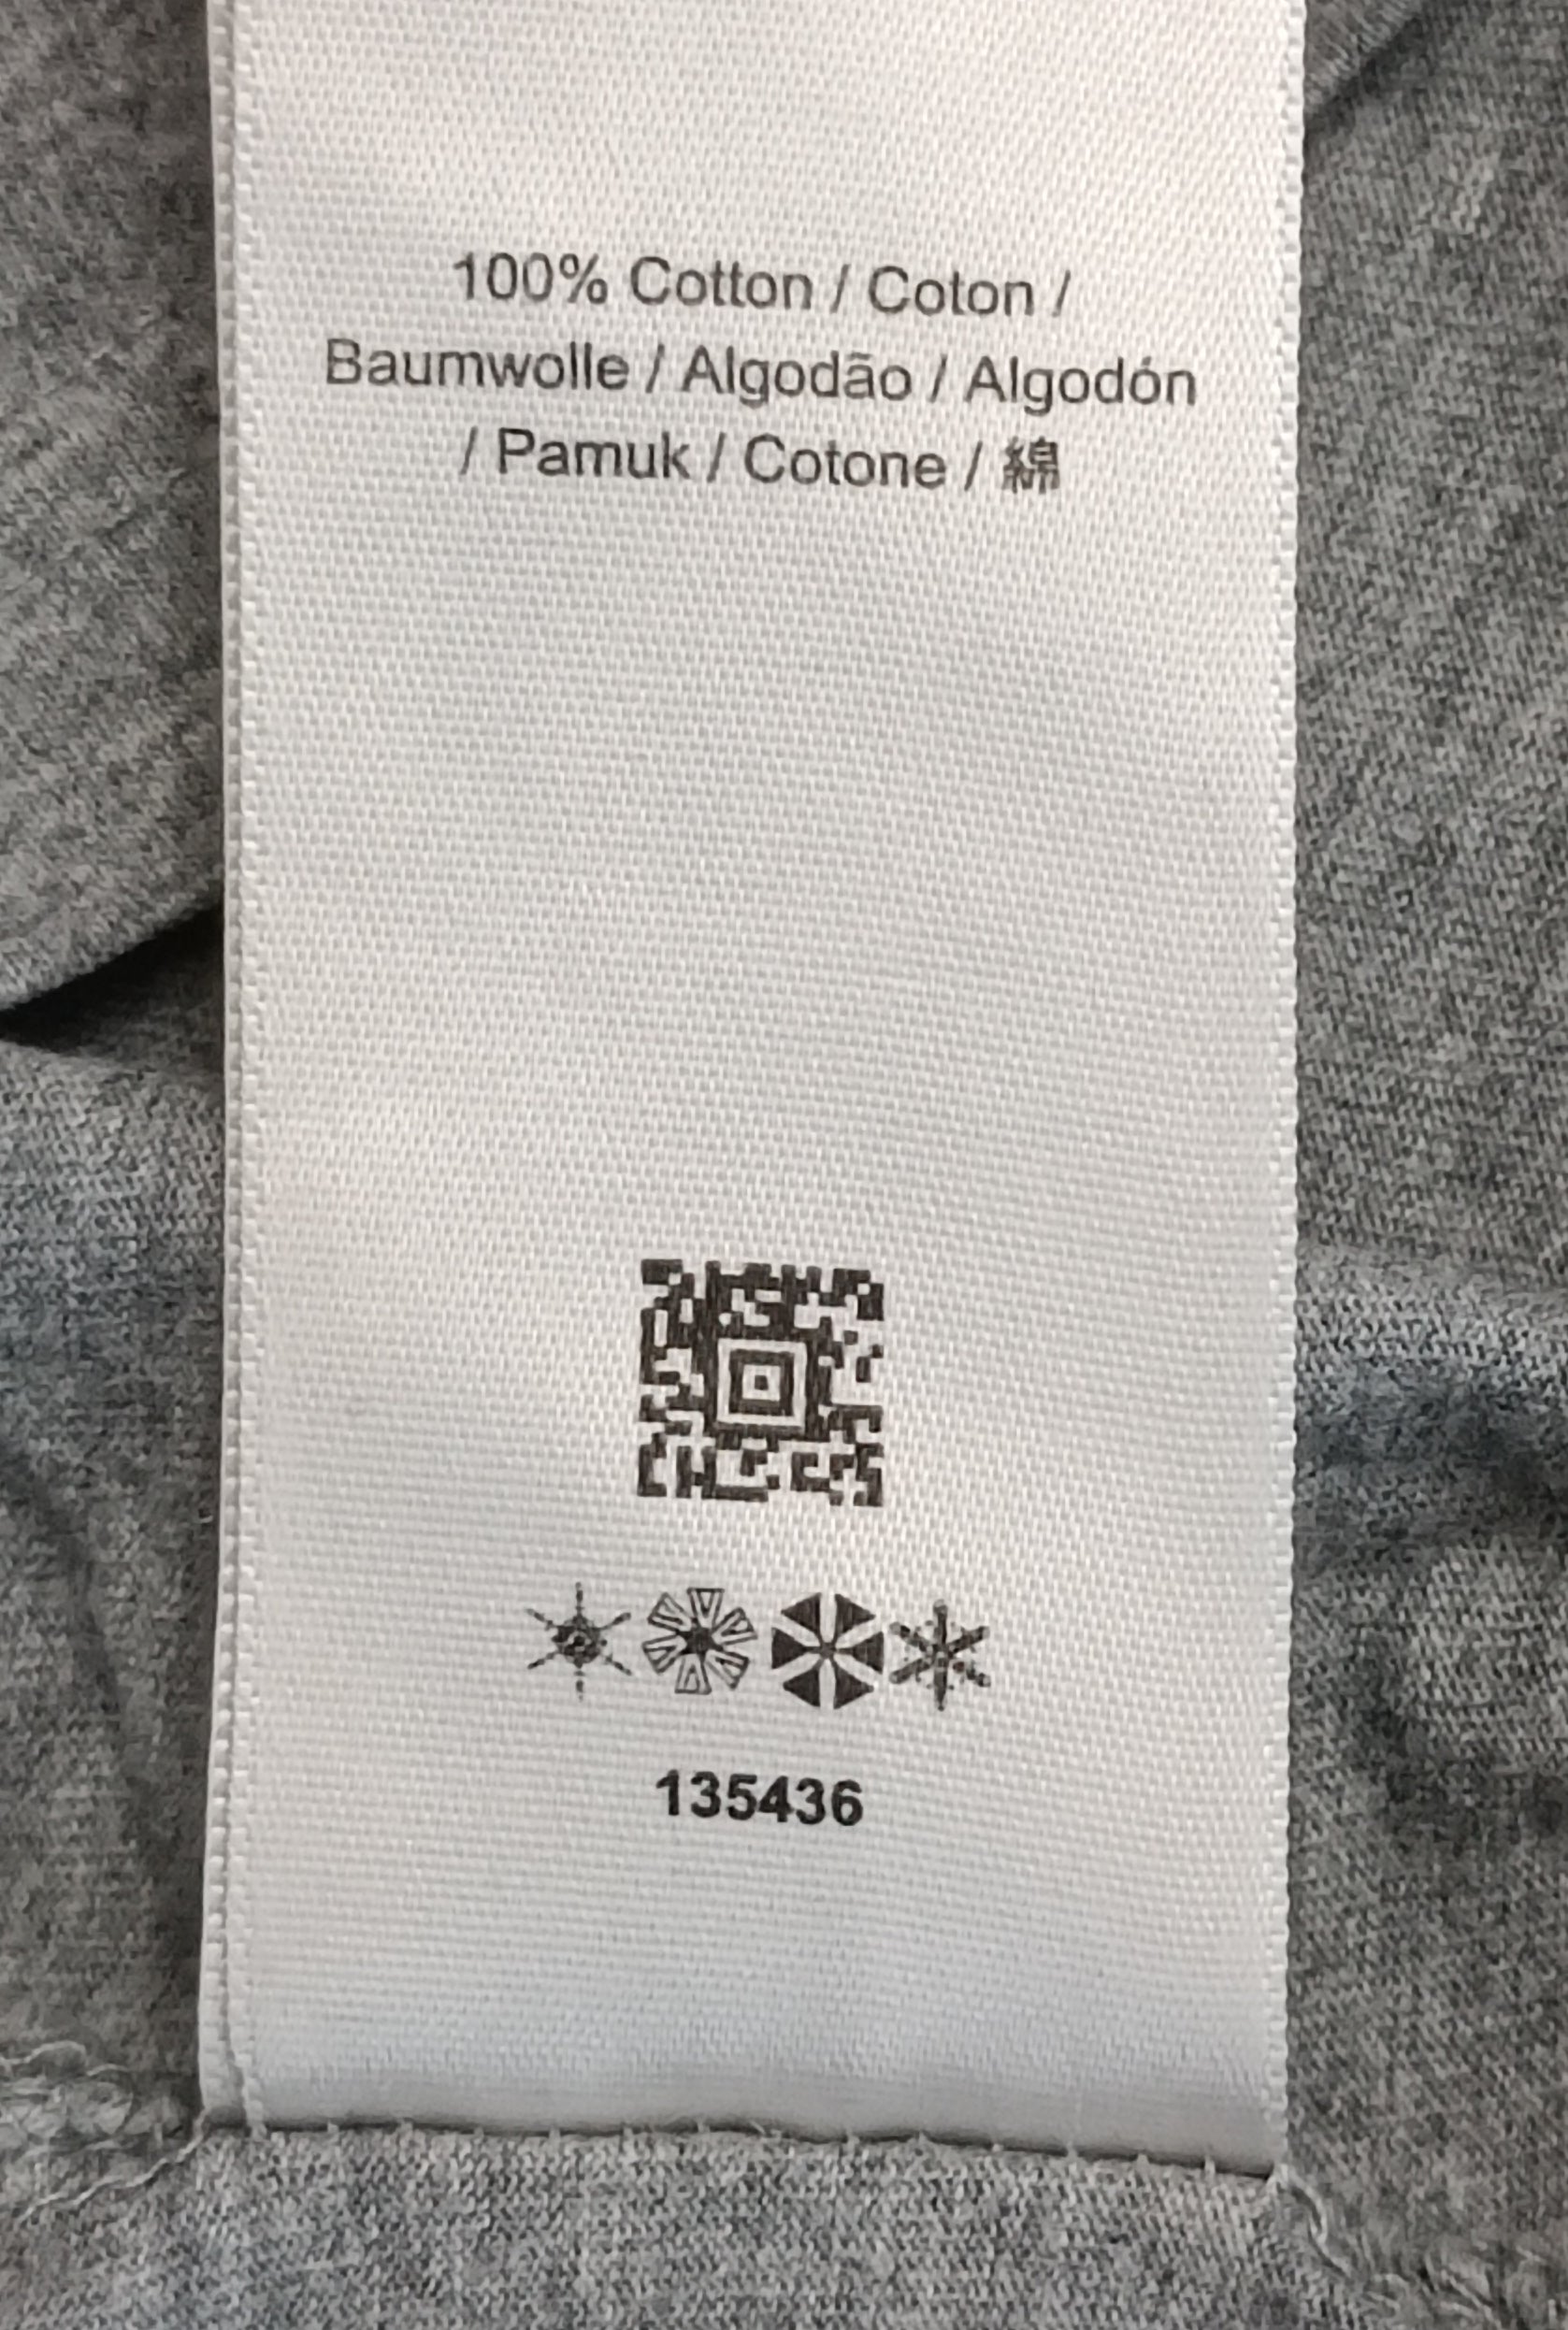 100% Cotton / Coton /
Baumwolle / Algodão / Algodón
/ Pamuk / Cotone / 綿
135436